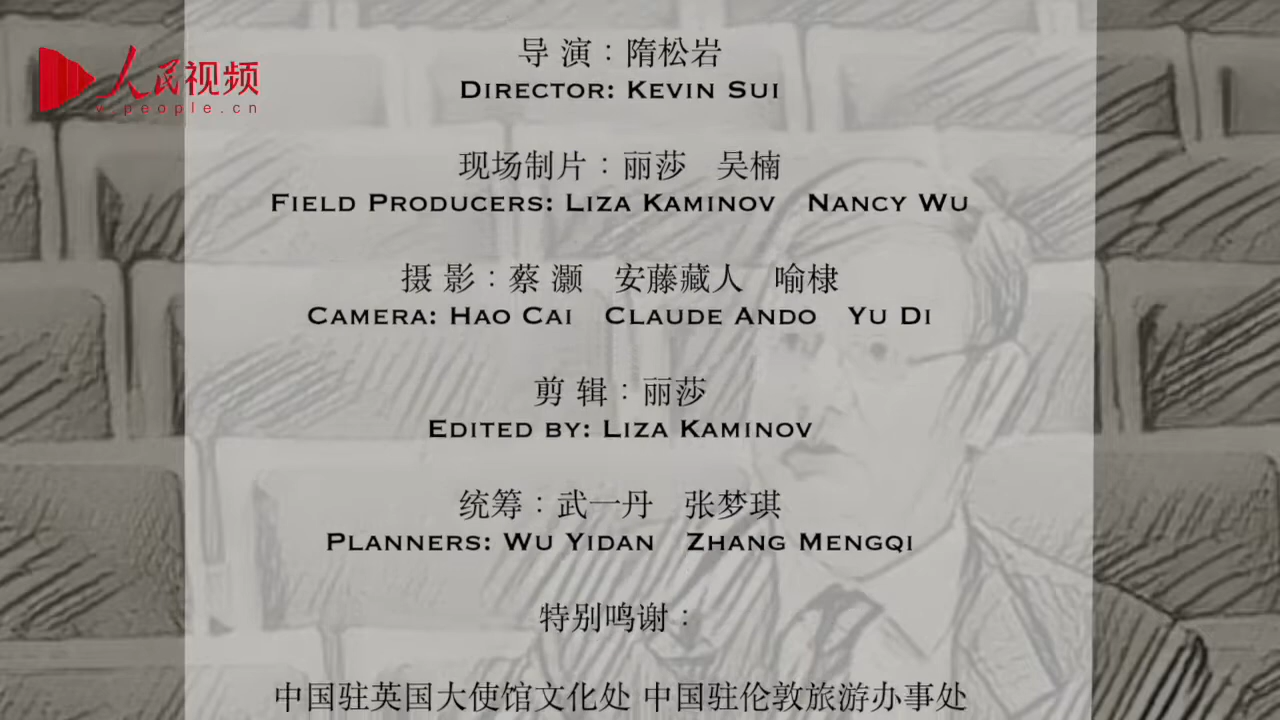 人民视频
v.people.cn
导 演：隋松岩
DIRECTOR: KEVIN SUI
现场制片：丽莎 吴楠
FIELD PRODUCERS: LIZA KAMINOV NANCY WU
摄 影：蔡 灏 安藤藏人 喻棣
CAMERA: HAO CAI CLAUDE ANDO YU DI
剪 辑：丽莎
EDITED BY: LIZA KAMINOV
统筹：武一丹 张梦琪
PLANNERS: WU YIDAN ZHANG MENGQI
特别鸣谢：
中国驻英国大使馆文化处 中国驻伦敦旅游办事处